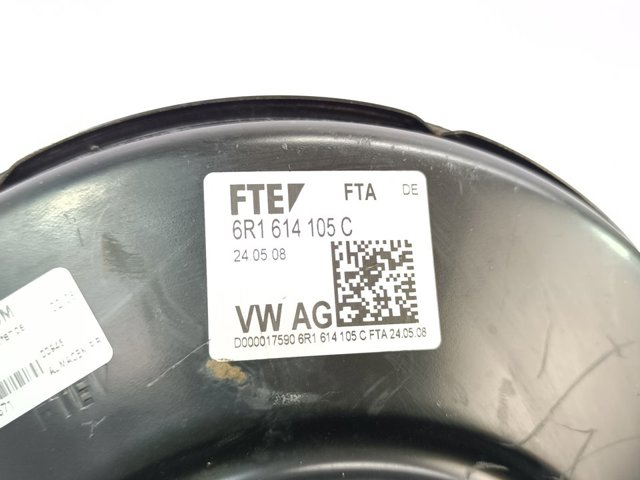 FTE FTA DE
6R1 614 105 C
24 05 08
VW AG
D000017590 6R1 614 105 C FTA 24.05.08
FTE